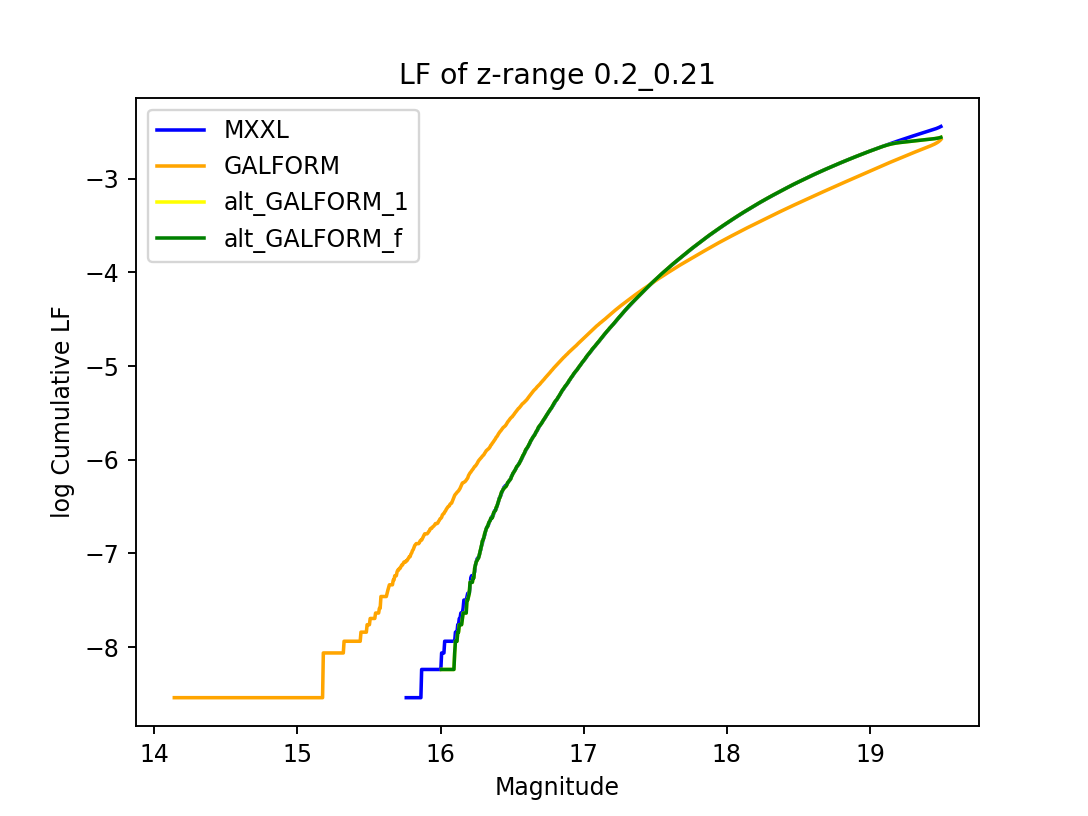 LF of z-range 0.2_0.21
MXXL
GALFORM
alt_GALFORM_1
alt_GALFORM_f
−3
−4
−5
−6
−7
−8
log Cumulative LF
14 15 16 17 18 19
Magnitude